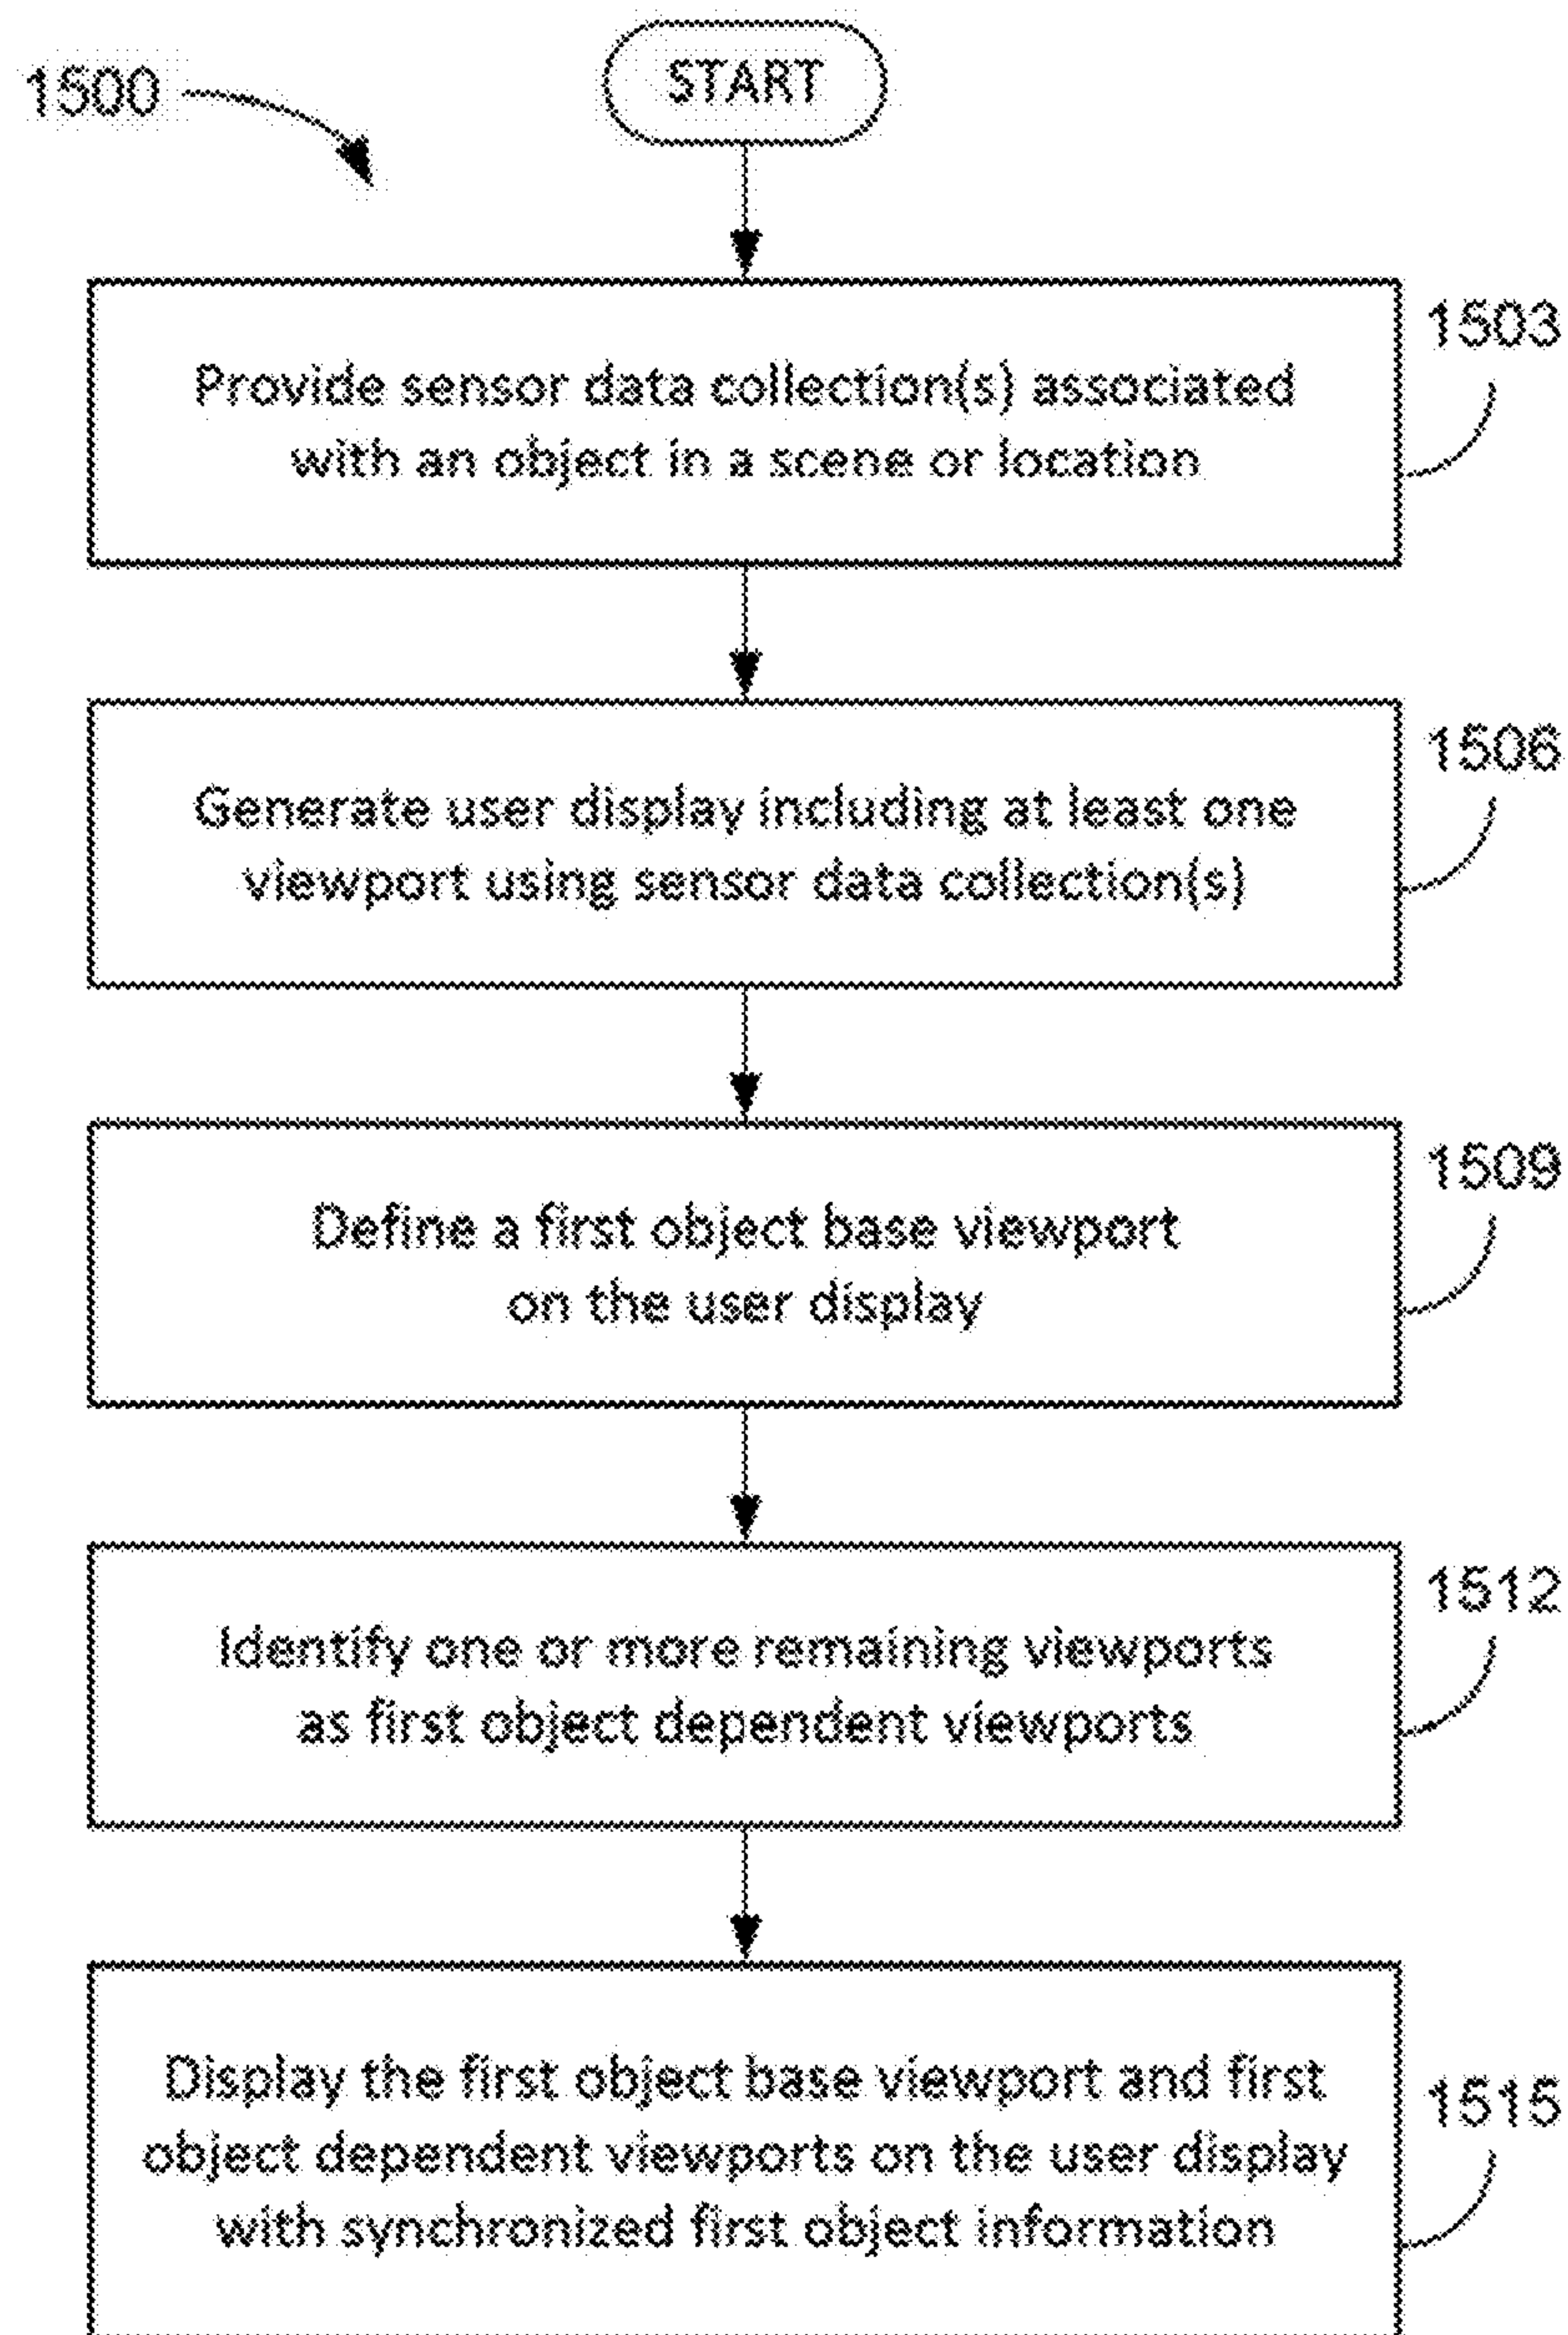 1500
START
1503
Provide sensor data collection(s) associated
with an object in a scene or location
1506
Generate user display including at least one
viewport using sensor data collection(s)
1509
Define a first object base viewport
on the user display
1512
Identify one or more remaining viewports
as first object dependent viewports
1515
Display the first object base viewport and first
object dependent viewports on the user display
with synchronized first object information